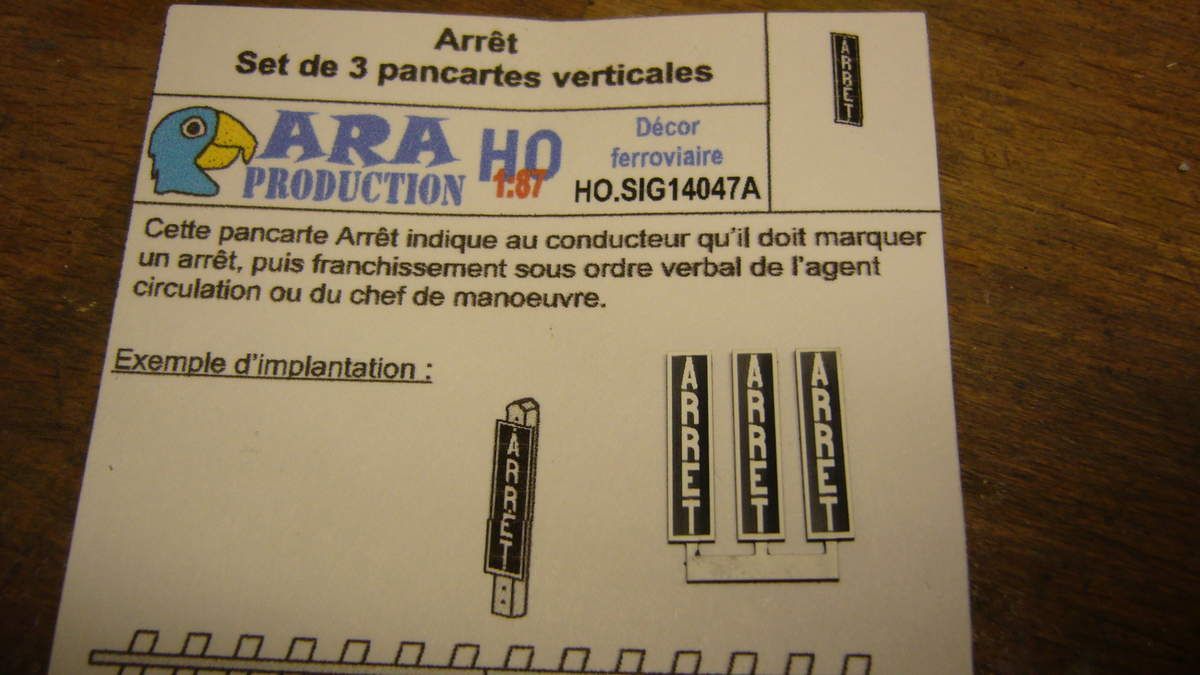 Arrêt
Set de 3 pancartes verticales
ARRET
ARA
PRODUCTION
HO
1:87
Décor
ferroviaire
HO.SIG14047A
Cette pancarte Arrêt indique au conducteur qu'il doit marquer
un arrêt, puis franchissement sous ordre verbal de l'agent
circulation ou du chef de manoeuvre.
Exemple d'implantation :
ARRET
ARRET
ARRET
ARRET